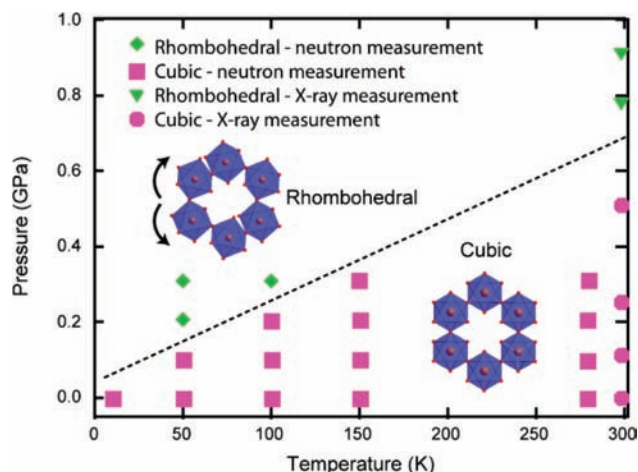 1.0
Rhombohedral - neutron measurement
Cubic - neutron measurement
0.8
Rhombohedral - X-ray measurement
Cubic - X-ray measurement
Pressure (GPa)
0.6
Rhombohedral
0.4
Cubic
0.2
0.0
0 50 100 150 200 250 300
Temperature (K)